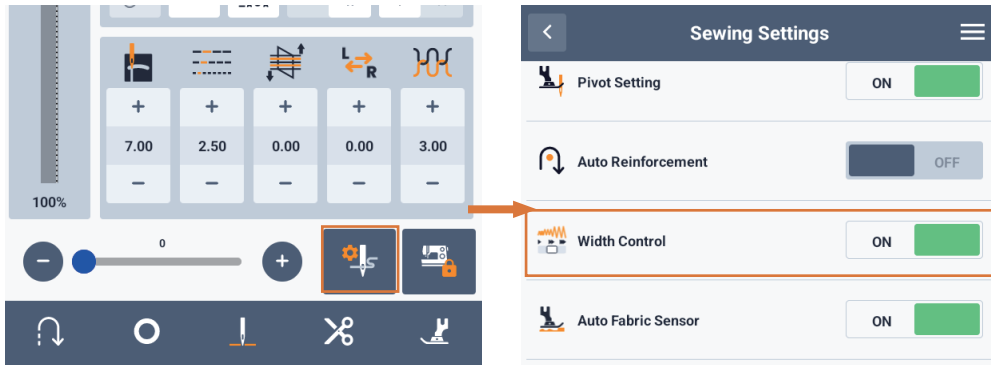 L
R
+ + + + +
7.00 2.50 0.00 0.00 3.00
− − − − −
100%
0
− +
Sewing Settings
Pivot Setting ON
Auto Reinforcement OFF
Width Control ON
Auto Fabric Sensor ON